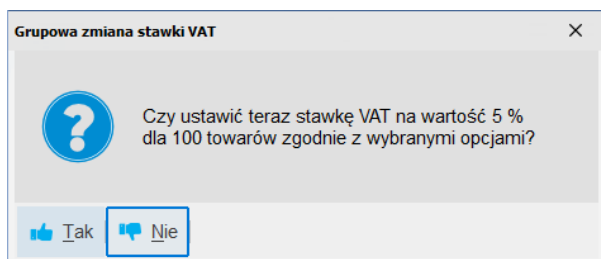 Grupowa zmiana stawki VAT
Czy ustawić teraz stawkę VAT na wartość 5 %
dla 100 towarów zgodnie z wybranymi opcjami?
Tak Nie